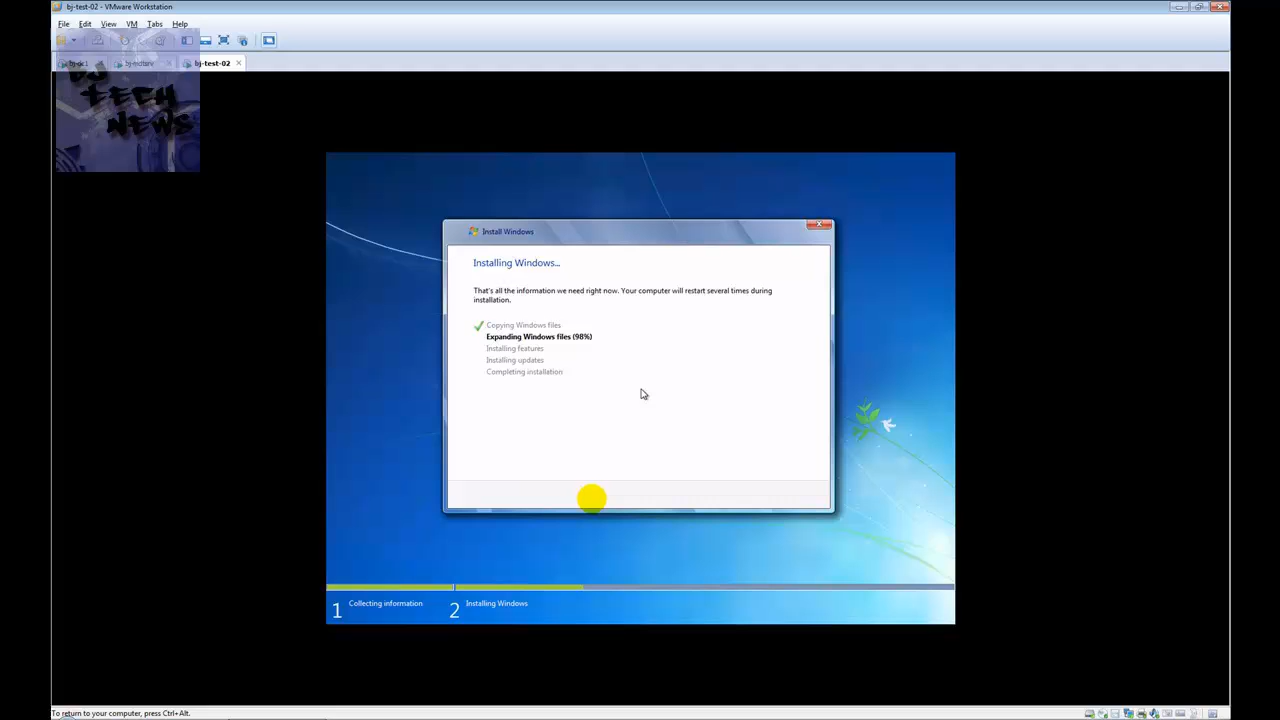 bj-test-02 - VMware Workstation
File Edit View VM Tabs Help
bj-test-02
BJ
TECH
NEWS
Install Windows
Installing Windows...
That's all the information we need right now. Your computer will restart several times during
installation.
Copying Windows files
Expanding Windows files (98%)
Installing features
Installing updates
Completing installation
1 Collecting information 2 Installing Windows
To return to your computer, press Ctrl+Alt.